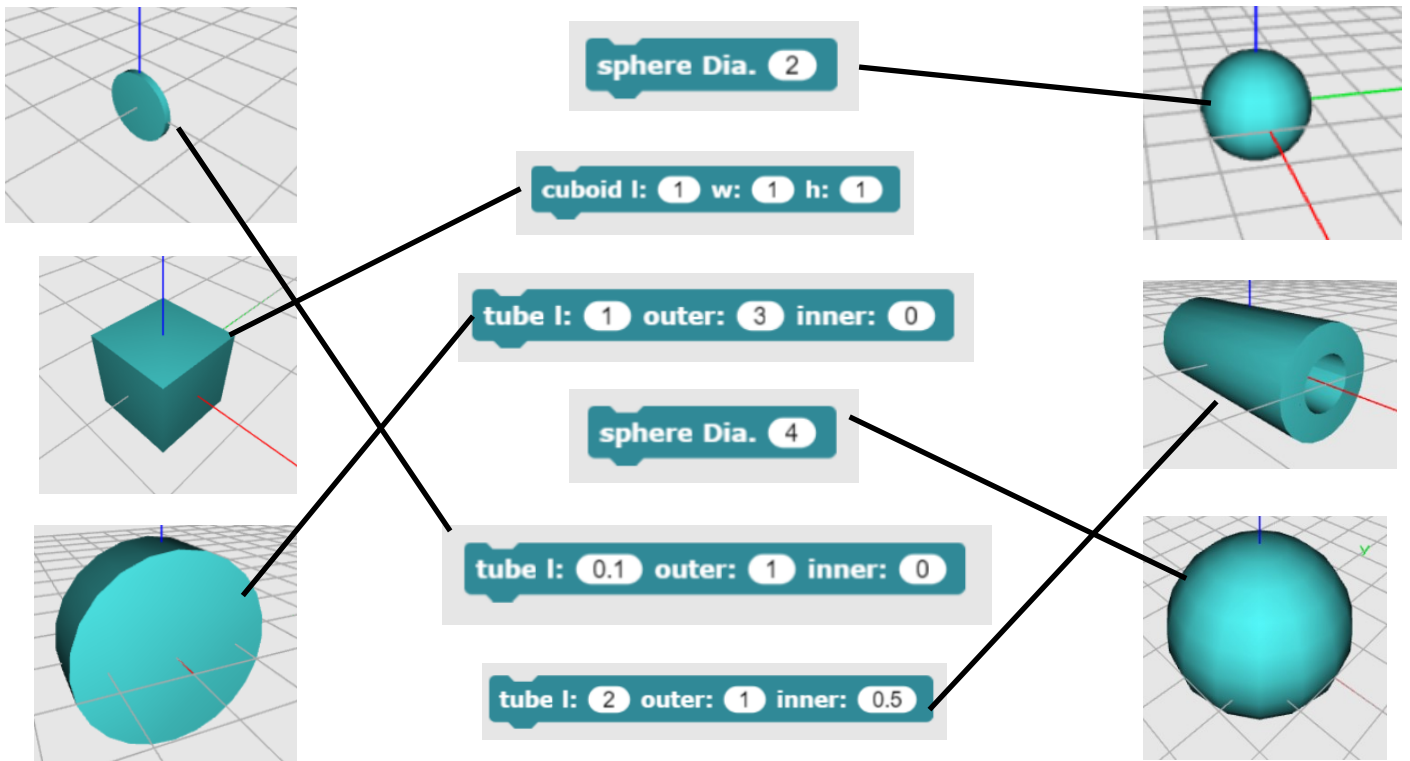 sphere Dia. 2
cuboid l: 1 w: 1 h: 1
tube l: 1 outer: 3 inner: 0
sphere Dia. 4
Y
tube l: 0.1 outer: 1 inner: 0
tube l: 2 outer: 1 inner: 0.5